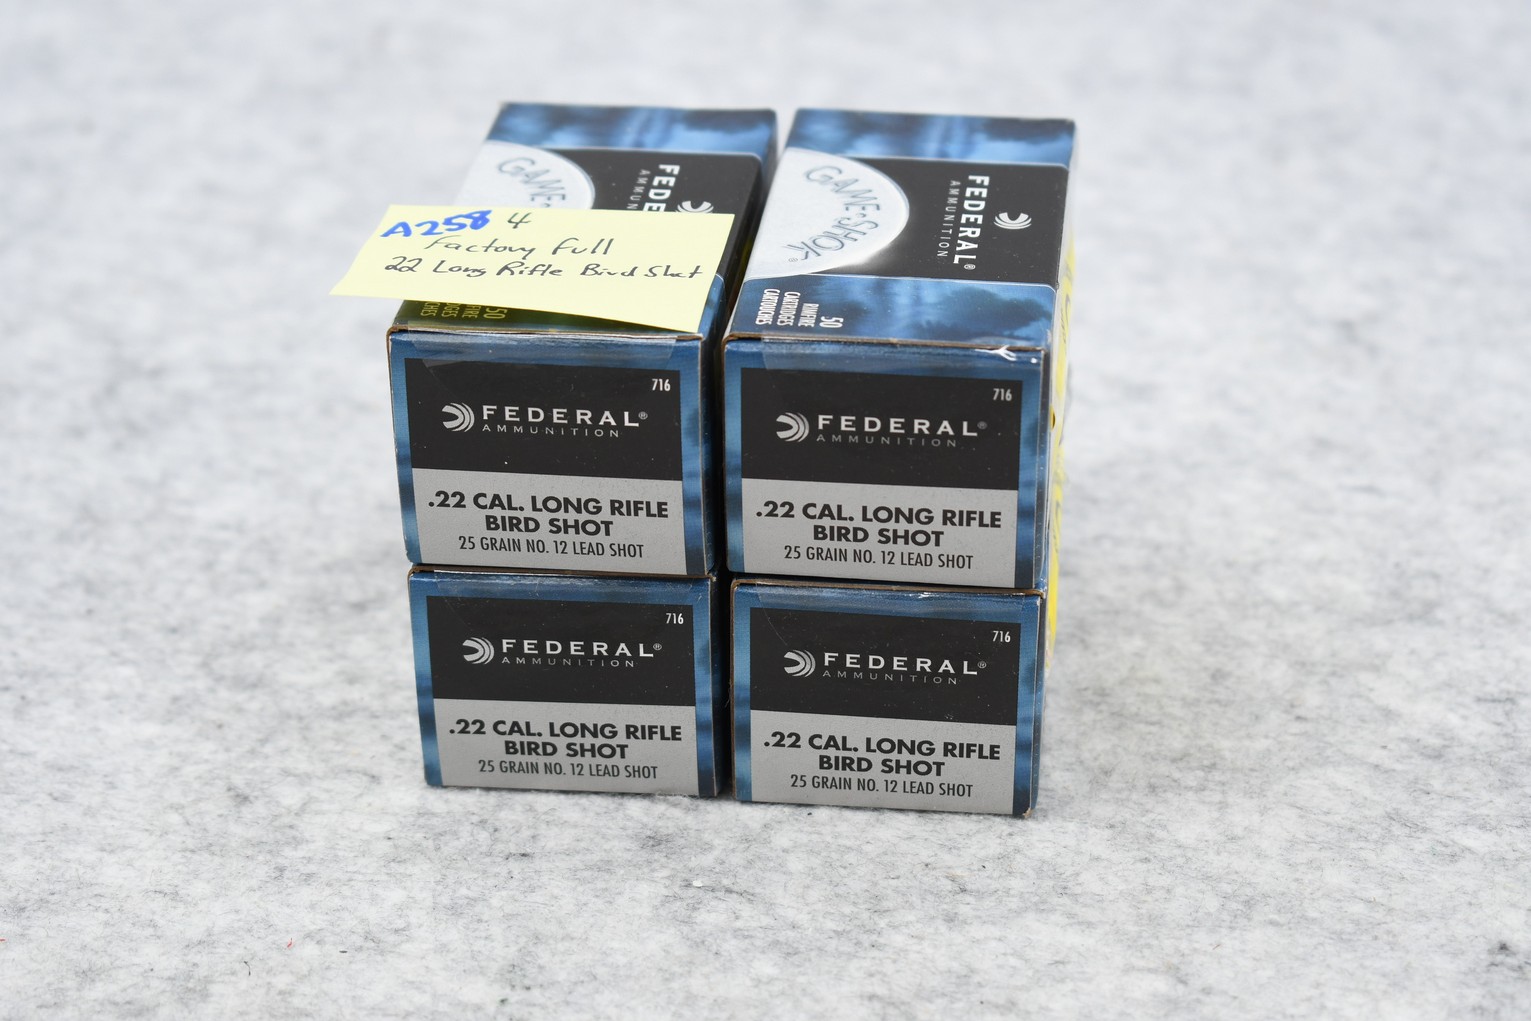 GAME•SHOK®
FEDERAL®
AMMUNITION
50
RIMFIRE
CARTRIDGES
CARTOUCHES
A258 4
Factory Full
22 Long Rifle Bird Shot
716
FEDERAL®
AMMUNITION
.22 CAL. LONG RIFLE
BIRD SHOT
25 GRAIN NO. 12 LEAD SHOT
716
FEDERAL®
AMMUNITION
.22 CAL. LONG RIFLE
BIRD SHOT
25 GRAIN NO. 12 LEAD SHOT
716
FEDERAL®
AMMUNITION
.22 CAL. LONG RIFLE
BIRD SHOT
25 GRAIN NO. 12 LEAD SHOT
716
FEDERAL®
AMMUNITION
.22 CAL. LONG RIFLE
BIRD SHOT
25 GRAIN NO. 12 LEAD SHOT